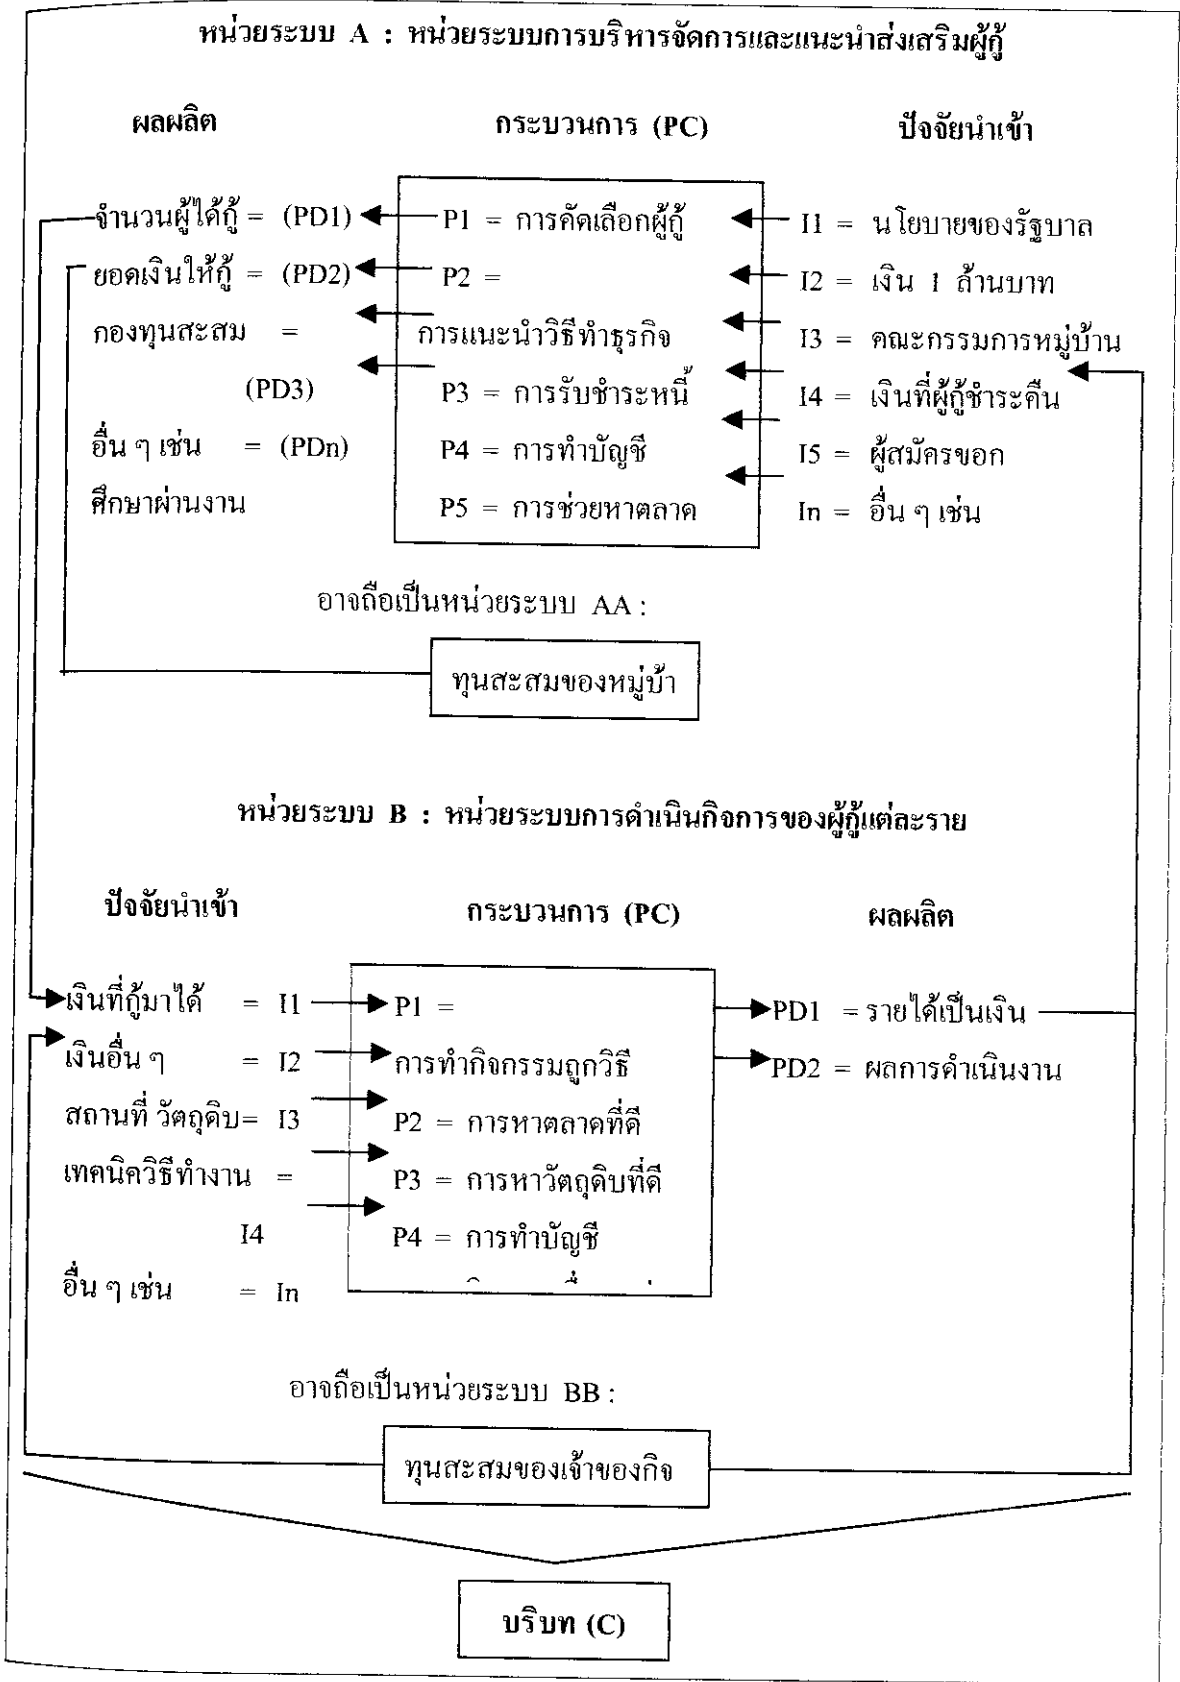 หน่วยระบบ A : หน่วยระบบการบริหารจัดการและแนะนำส่งเสริมผู้กู้
ผลผลิต กระบวนการ (PC) ปัจจัยนำเข้า
จำนวนผู้ได้กู้ = (PD1) P1 = การคัดเลือกผู้กู้ I1 = นโยบายของรัฐบาล
ยอดเงินให้กู้ = (PD2) P2 = I2 = เงิน 1 ล้านบาท
กองทุนสะสม = การแนะนำวิธีทำธุรกิจ I3 = คณะกรรมการหมู่บ้าน
(PD3) P3 = การรับชำระหนี้ I4 = เงินที่ผู้กู้ชำระคืน
อื่น ๆ เช่น = (PDn) P4 = การทำบัญชี I5 = ผู้สมัครขอก
ศึกษาผ่านงาน P5 = การช่วยหาตลาด In = อื่น ๆ เช่น
อาจถือเป็นหน่วยระบบ AA :
ทุนสะสมของหมู่บ้า
หน่วยระบบ B : หน่วยระบบการดำเนินกิจการของผู้กู้แต่ละราย
ปัจจัยนำเข้า กระบวนการ (PC) ผลผลิต
เงินที่กู้มาได้ = I1 P1 = PD1 = รายได้เป็นเงิน
เงินอื่น ๆ = I2 การทำกิจกรรมถูกวิธี PD2 = ผลการดำเนินงาน
สถานที่ วัตถุดิบ= I3 P2 = การหาตลาดที่ดี
เทคนิควิธีทำงาน = P3 = การหาวัตถุดิบที่ดี
I4 P4 = การทำบัญชี
อื่น ๆ เช่น = In
อาจถือเป็นหน่วยระบบ BB :
ทุนสะสมของเจ้าของกิจ
บริบท (C)